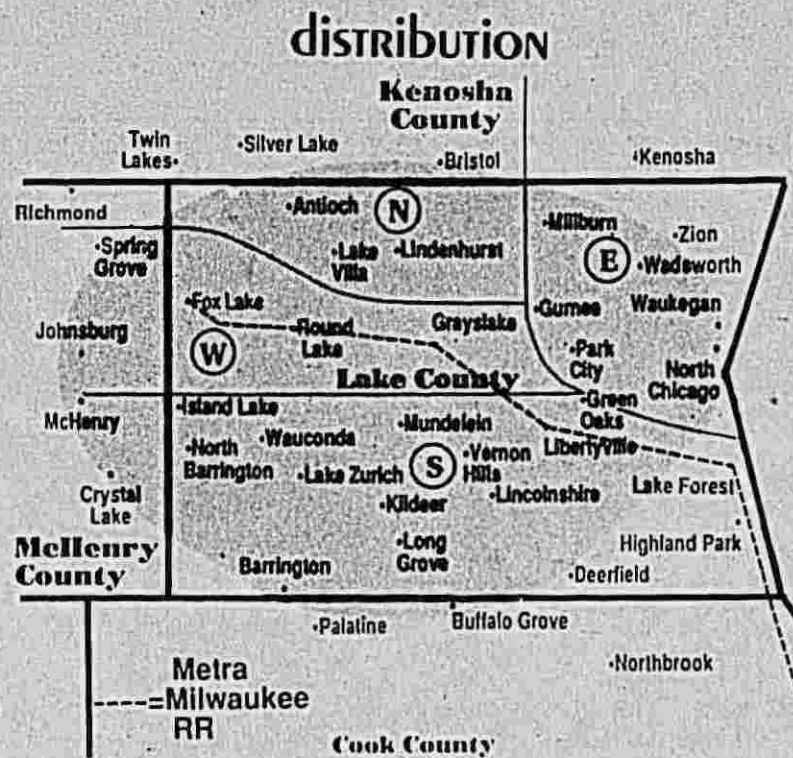 distribution
Kenosha
County
Twin
Lakes
Silver Lake
Bristol
Kenosha
Richmond
Antioch
N
Millburn
Zion
Spring
Grove
Lake
Villa
Lindenhurst
E
Wadsworth
Fox Lake
Gurnee
Waukegan
Johnsburg
W
Round
Lake
Grayslake
Park
City
North
Chicago
Lake County
McHenry
Island Lake
Mundelein
Green
Oaks
North
Barrington
Wauconda
S
Vernon
Hills
Libertyville
Lake Zurich
Crystal
Lake
Kildeer
Lincolnshire
Lake Forest
McHenry
County
Long
Grove
Highland Park
Barrington
Deerfield
Palatine
Buffalo Grove
Northbrook
Metra
----=Milwaukee
RR
Cook County